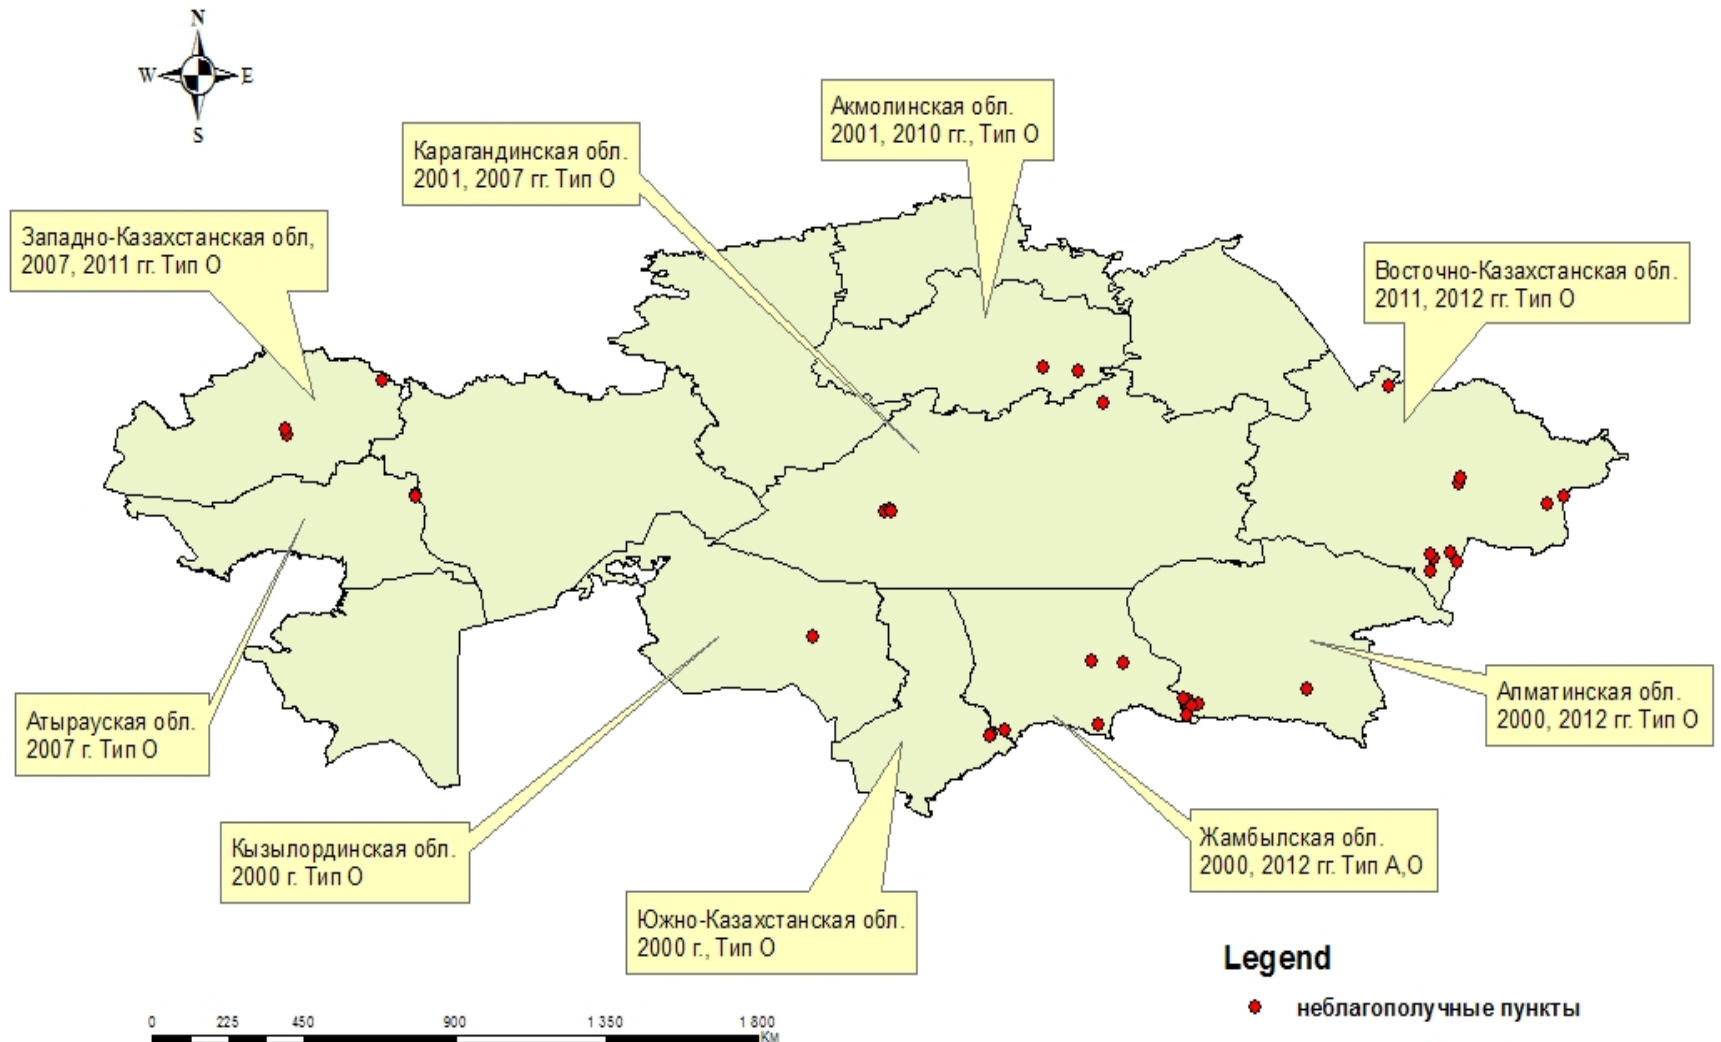 N
W E
S
Акмолинская обл.
2001, 2010 гг., Тип О
Карагандинская обл.
2001, 2007 гг. Тип О
Западно-Казахстанская обл,
2007, 2011 гг. Тип О
Восточно-Казахстанская обл.
2011, 2012 гг. Тип О
Атырауская обл.
2007 г. Тип О
Алматинская обл.
2000, 2012 гг. Тип О
Кызылординская обл.
2000 г. Тип О
Жамбылская обл.
2000, 2012 гг. Тип А,О
Южно-Казахстанская обл.
2000 г., Тип О
Legend
неблагополучные пункты
0 225 450 900 1 350 1 800
Км